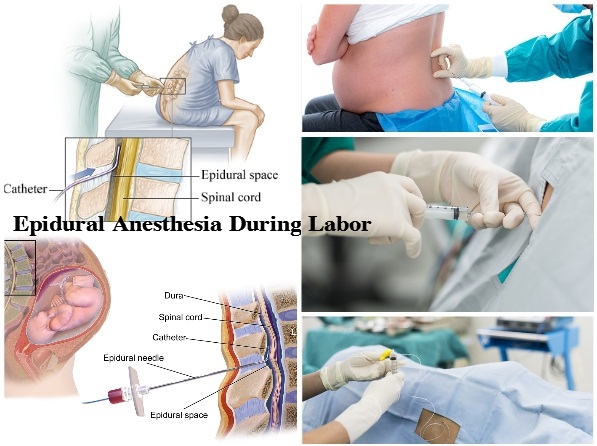 Catheter
Epidural space
Spinal cord
Epidural Anesthesia During Labor
Dura
Spinal cord
Catheter
Epidural needle
Epidural space